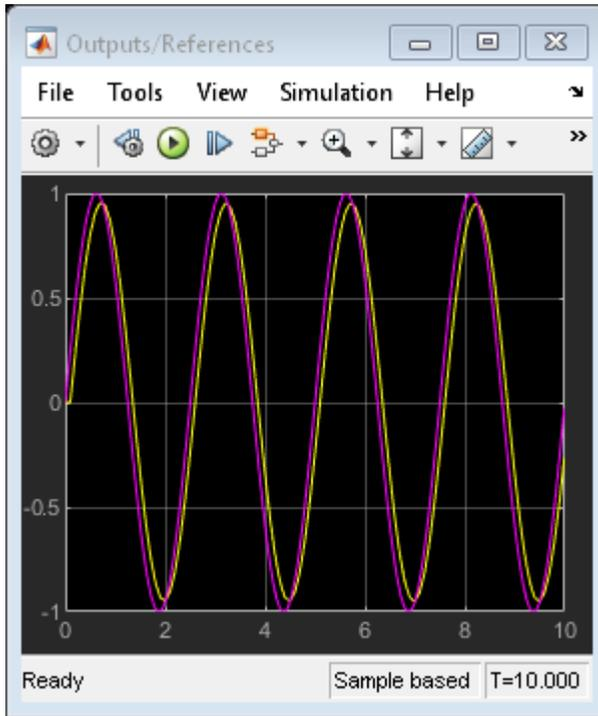 Outputs/References
File Tools View Simulation Help
1
0.5
0
-0.5
-1
0 2 4 6 8 10
Ready Sample based T=10.000